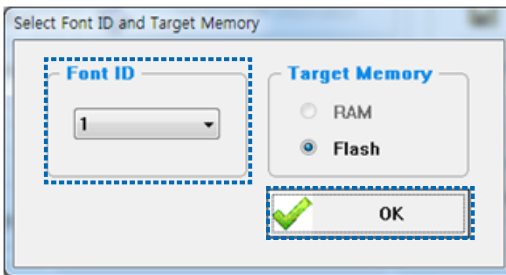 Select Font ID and Target Memory
Font ID
1
Target Memory
RAM
Flash
OK